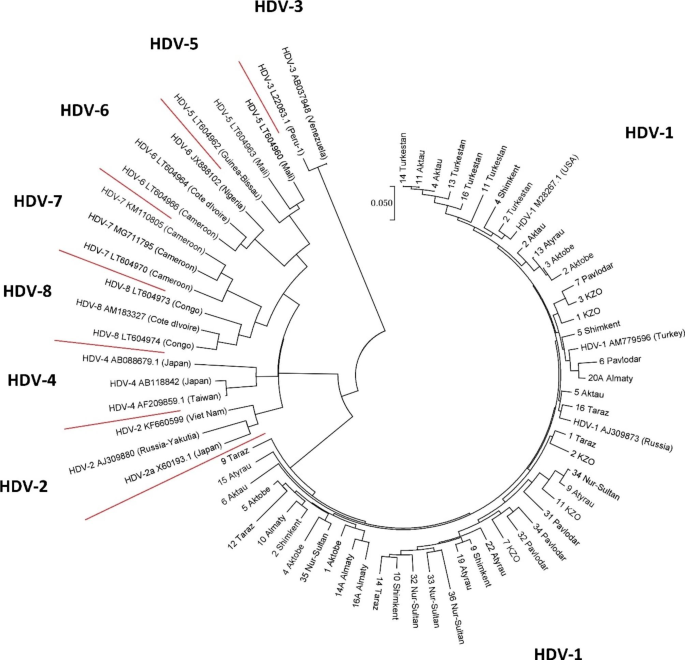 HDV-3
HDV-5
HDV-6
HDV-7
HDV-8
HDV-4
HDV-2
HDV-1
HDV-1
0.050
HDV-3 AB037948 (Venezuela)
HDV-3 L22063.1 (Peru-1)
HDV-5 LT604960 (Mali)
HDV-5 LT604963 (Mali)
HDV-5 LT604962 (Guinea-Bissau)
HDV-6 JX888102 (Nigeria)
HDV-6 LT604964 (Cote dIvoire)
HDV-6 LT604966 (Cameroon)
HDV-7 KM110805 (Cameroon)
HDV-7 MG711795 (Cameroon)
HDV-7 LT604970 (Cameroon)
HDV-8 LT604973 (Congo)
HDV-8 AM183327 (Cote dIvoire)
HDV-8 LT604974 (Congo)
HDV-4 AB088679.1 (Japan)
HDV-4 AB118842 (Japan)
HDV-4 AF209859.1 (Taiwan)
HDV-2 KF660599 (Viet Nam)
HDV-2 AJ309880 (Russia-Yakutia)
HDV-2a X60193.1 (Japan)
9 Taraz
15 Atyrau
6 Aktau
5 Aktobe
12 Taraz
10 Almaty
2 Shimkent
4 Aktobe
35 Nur-Sultan
1 Aktobe
14A Almaty
16A Almaty
14 Taraz
10 Shimkent
32 Nur-Sultan
33 Nur-Sultan
36 Nur-Sultan
19 Atyrau
9 Shimkent
22 Atyrau
7 KZO
32 Pavlodar
34 Pavlodar
31 Pavlodar
11 KZO
9 Atyrau
34 Nur-Sultan
2 KZO
1 Taraz
HDV-1 AJ309873 (Russia)
16 Taraz
5 Aktau
20A Almaty
6 Pavlodar
HDV-1 AM779596 (Turkey)
5 Shimkent
1 KZO
3 KZO
7 Pavlodar
2 Aktobe
3 Aktobe
13 Atyrau
2 Aktau
HDV-1 M28267.1 (USA)
2 Turkestan
4 Shimkent
11 Turkestan
16 Turkestan
13 Turkestan
4 Aktau
11 Aktau
14 Turkestan